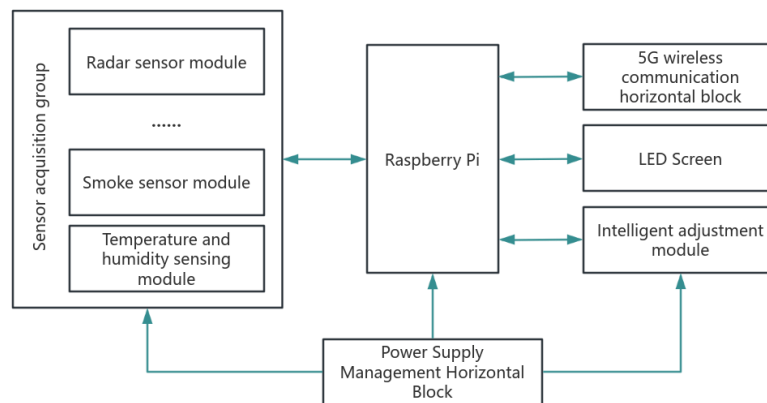 Sensor acquisition group
Radar sensor module
......
Smoke sensor module
Temperature and
humidity sensing
module
Raspberry Pi
5G wireless
communication
horizontal block
LED Screen
Intelligent adjustment
module
Power Supply
Management Horizontal
Block